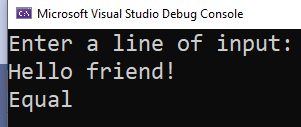 Microsoft Visual Studio Debug Console
Enter a line of input:
Hello friend!
Equal